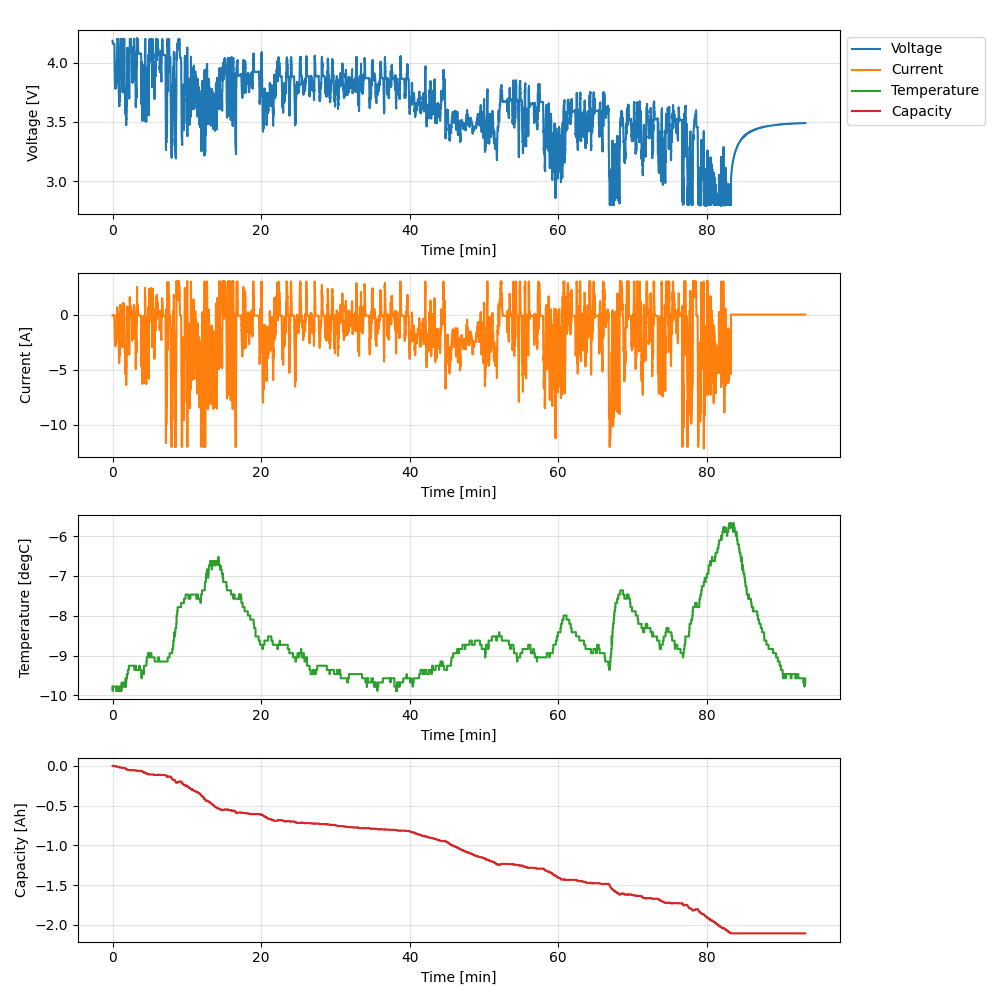 4.0
3.5
3.0
Voltage [V]
0 20 40 60 80
Time [min]
Voltage
Current
Temperature
Capacity
0
−5
−10
Current [A]
0 20 40 60 80
Time [min]
−6
−7
−8
−9
−10
Temperature [degC]
0 20 40 60 80
Time [min]
0.0
−0.5
−1.0
−1.5
−2.0
Capacity [Ah]
0 20 40 60 80
Time [min]